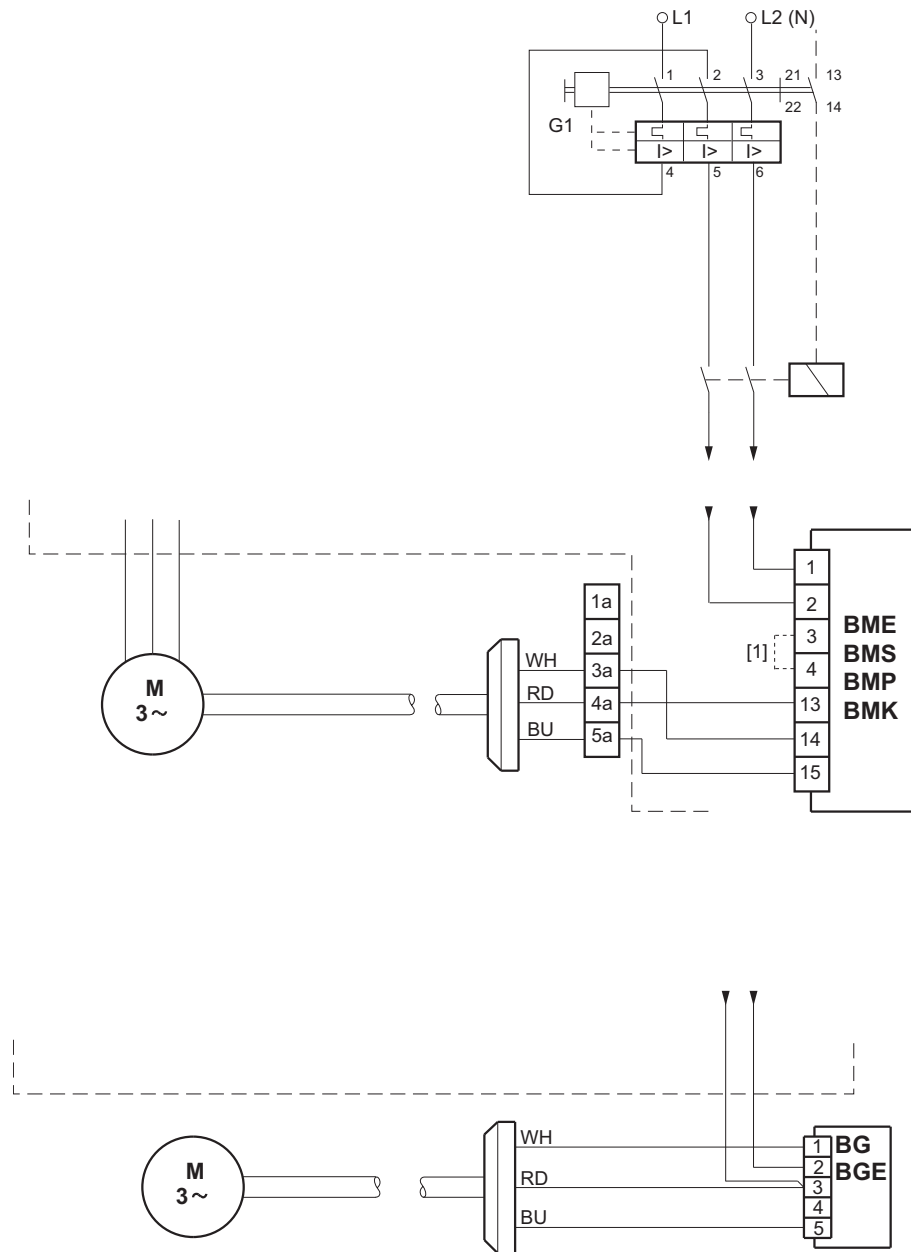 L1 L2 (N)
1 2 3 21 13
22 14
G1
I> I> I>
4 5 6
1
1a 2
2a 3 BME
[1] BMS
WH 3a 4 BMP
M
3~ RD 4a 13 BMK
BU 5a 14
15
WH 1 BG
2 BGE
M
3~ RD 3
4
BU 5